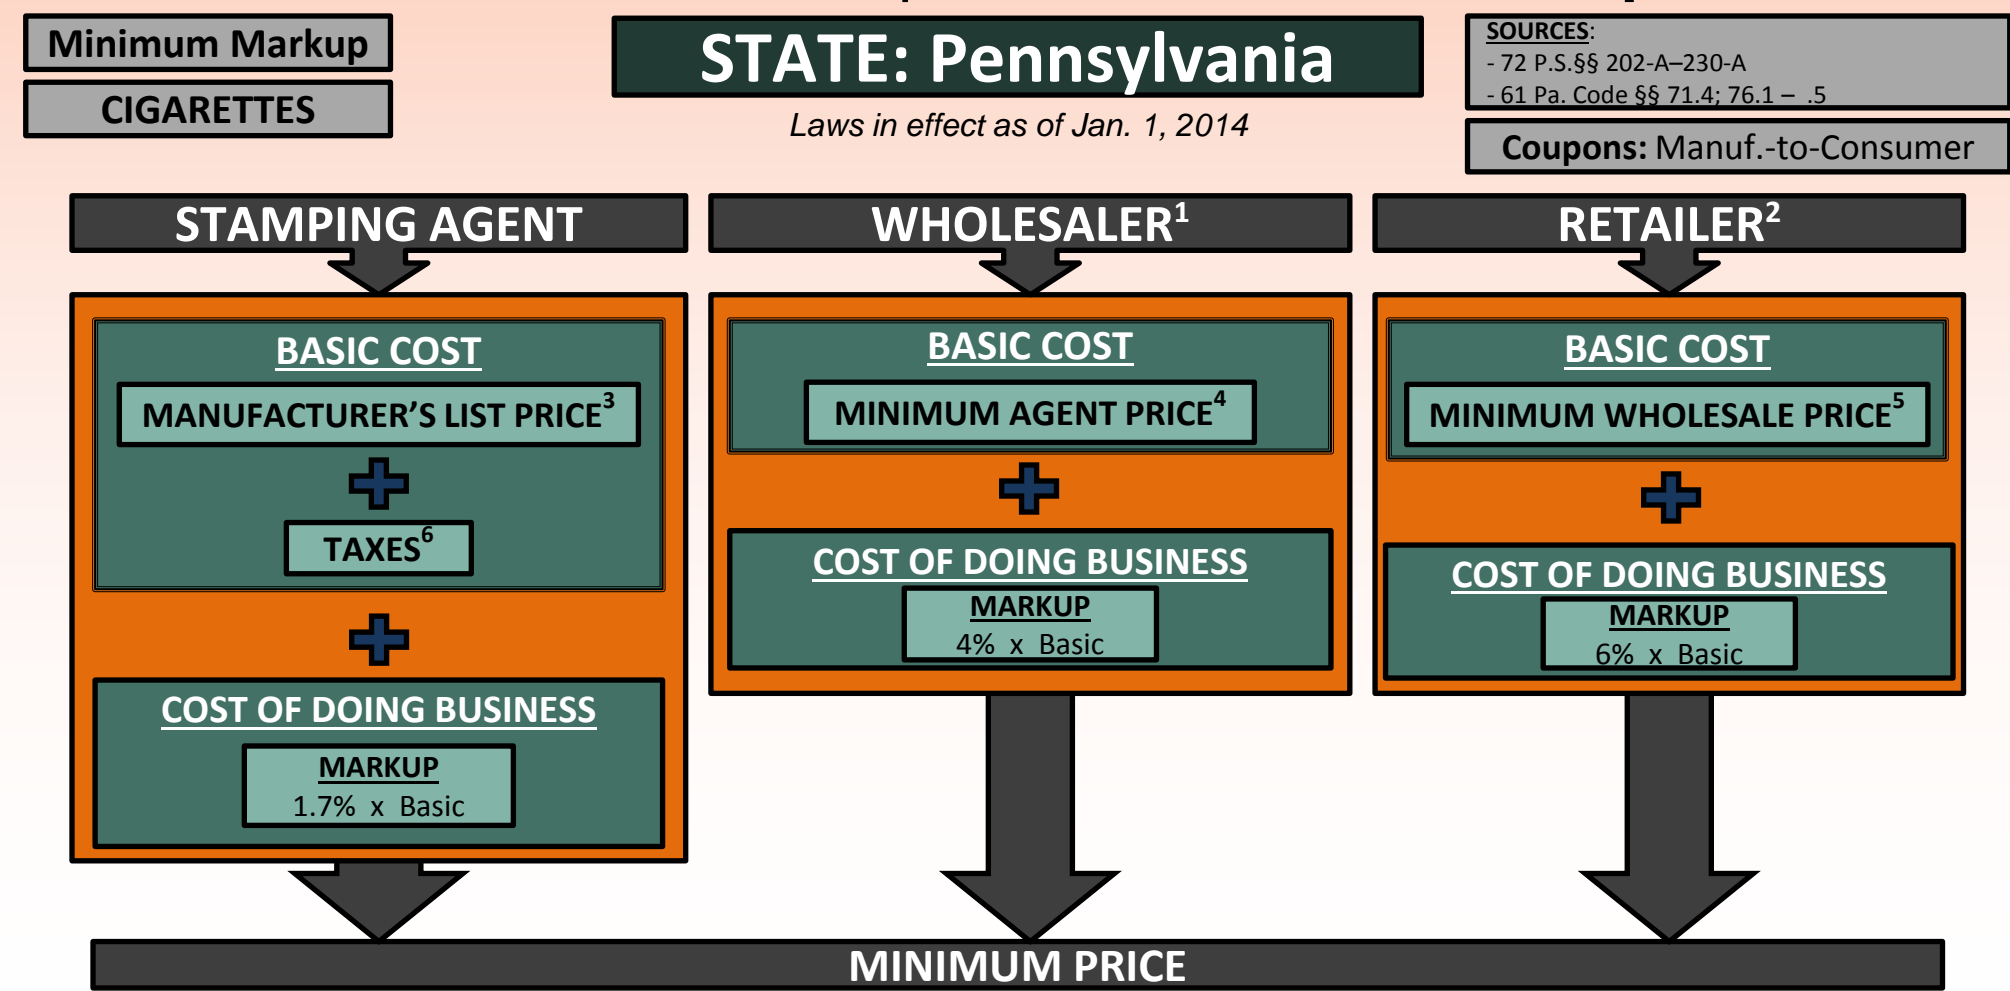 Minimum Markup
CIGARETTES
STATE: Pennsylvania
Laws in effect as of Jan. 1, 2014
SOURCES:
- 72 P.S.§§ 202-A–230-A
- 61 Pa. Code §§ 71.4; 76.1 – .5
Coupons: Manuf.-to-Consumer
STAMPING AGENT
BASIC COST
MANUFACTURER'S LIST PRICE3
TAXES6
COST OF DOING BUSINESS
MARKUP
1.7% x Basic
WHOLESALER1
BASIC COST
MINIMUM AGENT PRICE4
COST OF DOING BUSINESS
MARKUP
4% x Basic
RETAILER2
BASIC COST
MINIMUM WHOLESALE PRICE5
COST OF DOING BUSINESS
MARKUP
6% x Basic
MINIMUM PRICE